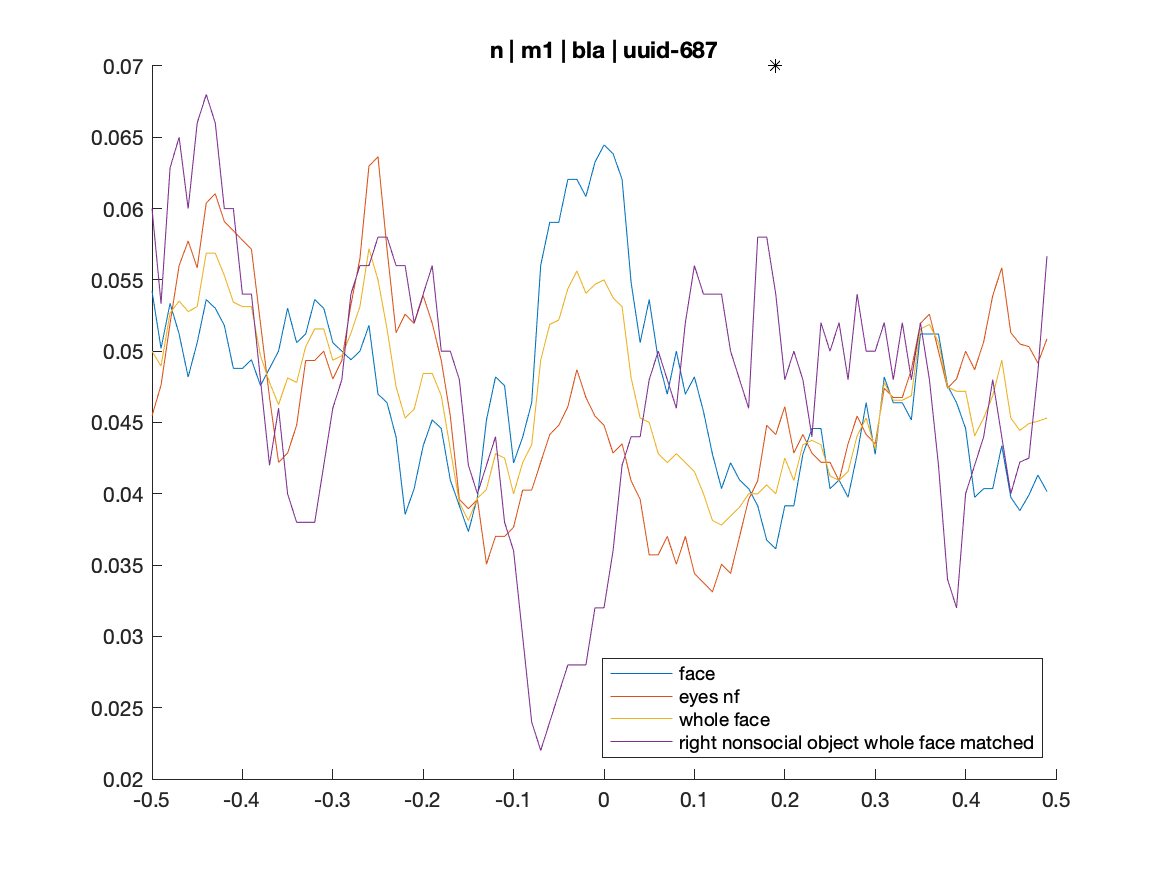 n | m1 | bla | uuid-687
0.07
0.065
0.06
0.055
0.05
0.045
0.04
0.035
0.03
0.025
0.02
face
eyes nf
whole face
right nonsocial object whole face matched
-0.5 -0.4 -0.3 -0.2 -0.1 0 0.1 0.2 0.3 0.4 0.5